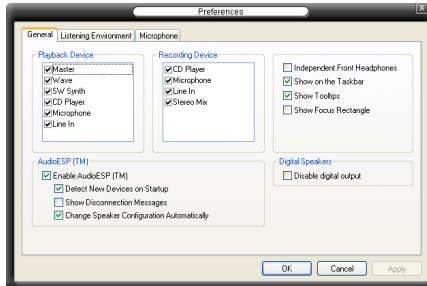 Preferences
X
General
Listening Environment
Microphone
Playback Device
Master
Wave
SW Synth
CD Player
Microphone
Line In
Recording Device
CD Player
Microphone
Line In
Stereo Mix
Independent Front Headphones
Show on the Taskbar
Show Tooltips
Show Focus Rectangle
AudioESP (TM)
Enable AudioESP (TM)
Detect New Devices on Startup
Show Disconnection Messages
Change Speaker Configuration Automatically
Digital Speakers
Disable digital output
OK
Cancel
Apply